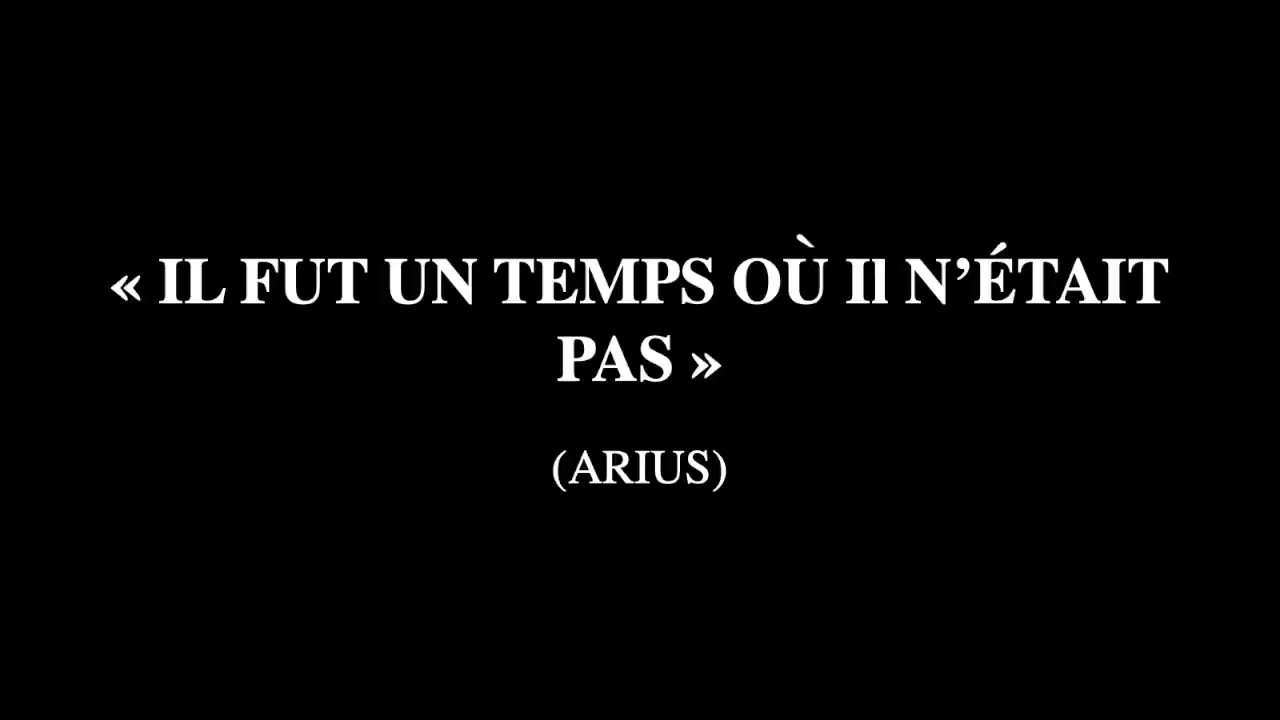 « IL FUT UN TEMPS OÙ Il N’ÉTAIT
PAS »
(ARIUS)